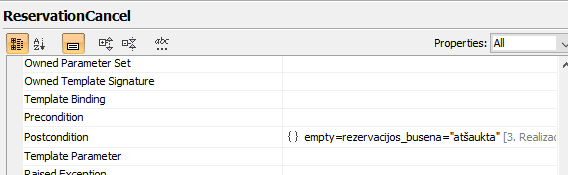 ReservationCancel
Properties: All
Owned Parameter Set
Owned Template Signature
Template Binding
Precondition
Postcondition { } empty=rezervacijos_busena="atšaukta" [3. Realizac
Template Parameter
Raised Exception